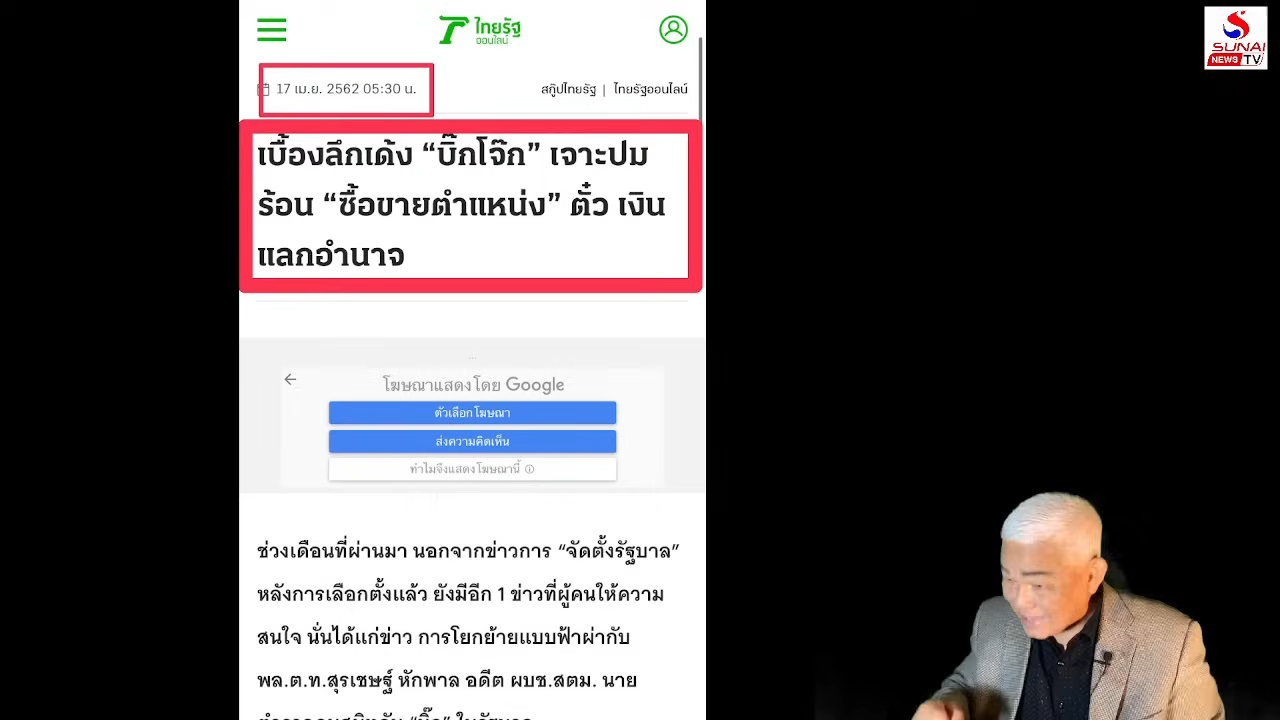 ไทยรัฐ
ออนไลน์
SUNAI
NEWS TV
17 เม.ย. 2562 05:30 น.
สกู๊ปไทยรัฐ | ไทยรัฐออนไลน์
เบื้องลึกเด้ง “บิ๊กโจ๊ก” เจาะปม
ร้อน “ซื้อขายตำแหน่ง” ตั๋ว เงิน
แลกอำนาจ
โฆษณาแสดงโดย Google
ตัวเลือกโฆษณา
ส่งความคิดเห็น
ทำไมจึงแสดงโฆษณานี้
ช่วงเดือนที่ผ่านมา นอกจากข่าวการ “จัดตั้งรัฐบาล”
หลังการเลือกตั้งแล้ว ยังมีอีก 1 ข่าวที่ผู้คนให้ความ
สนใจ นั่นได้แก่ข่าว การโยกย้ายแบบฟ้าผ่ากับ
พล.ต.ท.สุรเชษฐ์ หักพาล อดีต ผบช.สตม. นาย